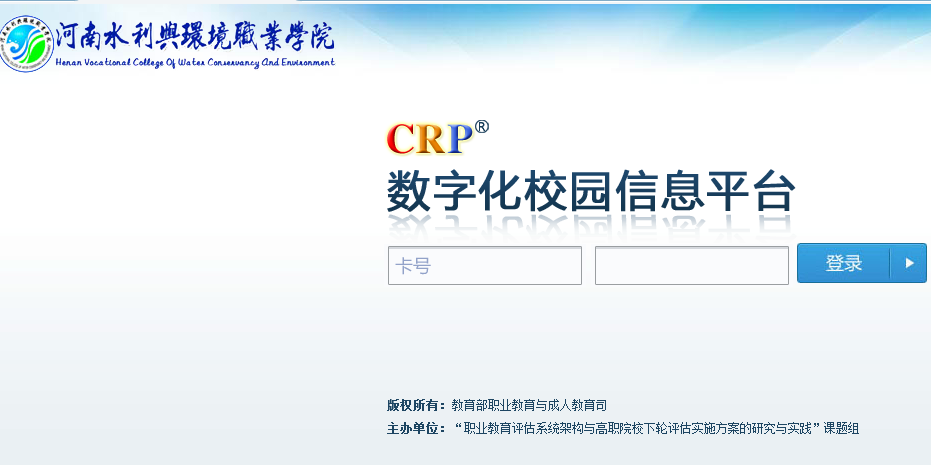 河南水利與環境職業學院
Henan Vocational College Of Water Conservancy And Environment
CRP®
数字化校园信息平台
卡号
登录
版权所有：教育部职业教育与成人教育司
主办单位：“职业教育评估系统架构与高职院校下轮评估实施方案的研究与实践”课题组